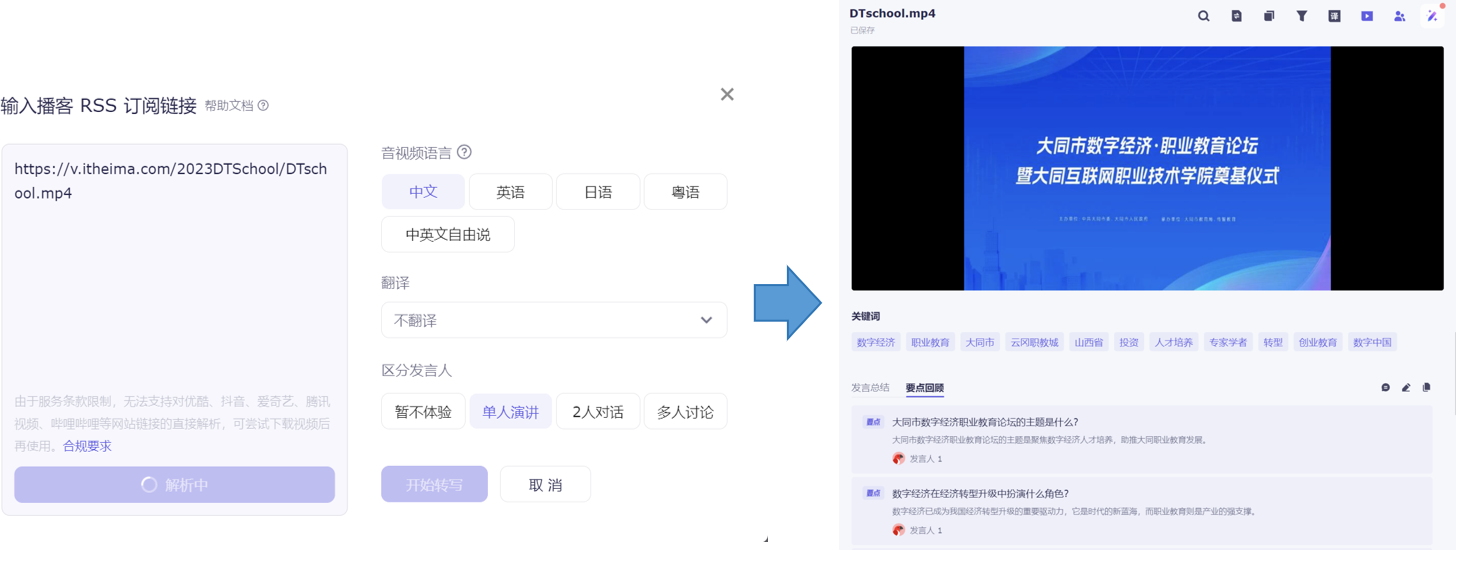 输入播客 RSS 订阅链接 帮助文档
https://v.itheima.com/2023DTSchool/DTsch
ool.mp4
由于服务条款限制，无法支持对优酷、抖音、爱奇艺、腾讯
视频、哔哩哔哩等网站链接的直接解析，可尝试下载视频后
再使用。合规要求
解析中
音视频语言
中文 英语 日语 粤语
中英文自由说
翻译
不翻译
区分发言人
暂不体验 单人演讲 2人对话 多人讨论
开始转写 取 消
DTschool.mp4
已保存
译
大同市数字经济·职业教育论坛
暨大同互联网职业技术学院奠基仪式
关键词
数字经济 职业教育 大同市 云冈职教城 山西省 投资 人才培养 专家学者 转型 创业教育 数字中国
发言总结 要点回顾
要点 大同市数字经济职业教育论坛的主题是什么?
大同市数字经济职业教育论坛的主题是聚焦数字经济人才培养，助推大同职业教育发展。
发言人 1
要点 数字经济在经济转型升级中扮演什么角色?
数字经济已成为我国经济转型升级的重要驱动力，它是时代的新蓝海，而职业教育则是产业的强支撑。
发言人 1